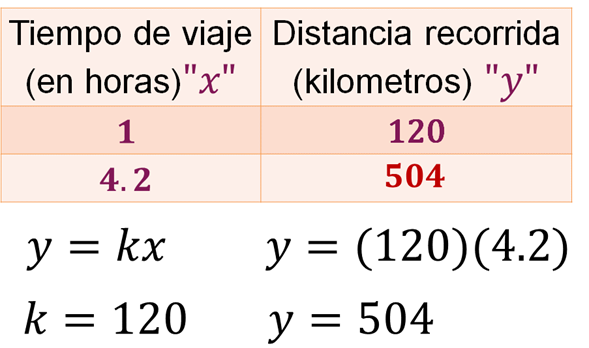 Tiempo de viaje (en horas)"x" Distancia recorrida (kilometros) "y"
1 120
4.2 504
y = kx y = (120)(4.2)
k = 120 y = 504